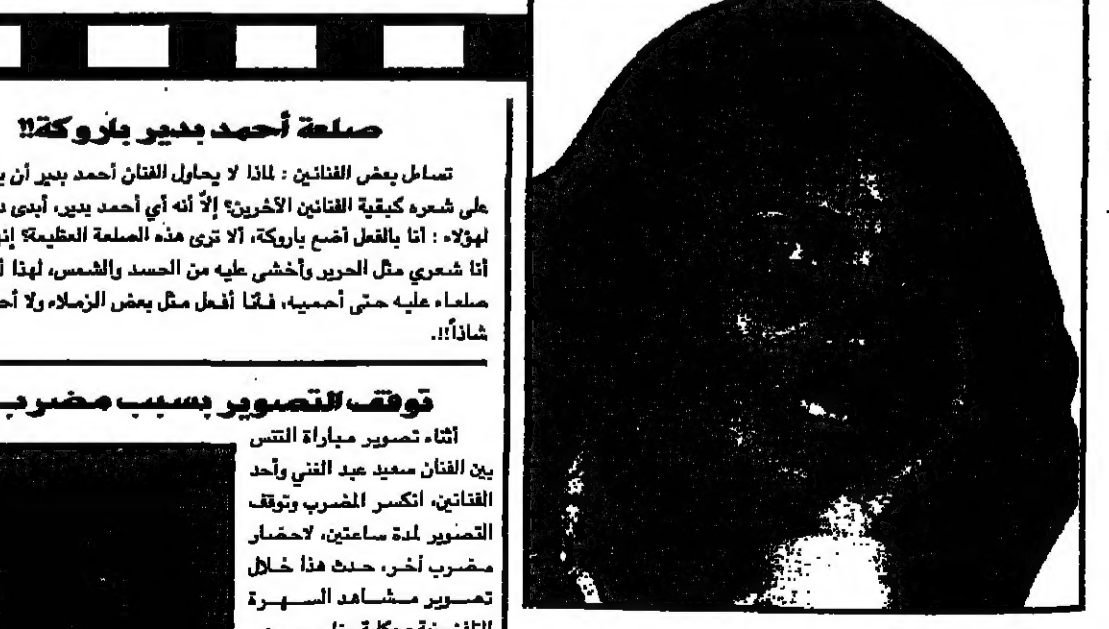 صلعة أحمد بدير باروكة!!
تساءل بعض الفنانين : لماذا لا يحاول الفنان أحمد بدير أن
على شعره كبقية الفنانين الآخرين؟ إلاّ أنه أي أحمد بدير، أبدى
لهؤلاء : أنا بالفعل أضع باروكة، ألا ترى هذه الصلعة العظيمة؟
أنا شعري مثل الحرير وأخشى عليه من الحسد والشمس، لهذا
صلعاء عليه حتى أحميه، فأنا أفعل مثل بعض الزملاء ولا
شاذاً!!.
توقف التصوير بسبب مضرب
أثناء تصوير مباراة التنس
بين الفنان سعيد عبد الغني وأحد
الفنانين، انكسر المضرب وتوقف
التصوير لمدة ساعتين، لاحضار
مضرب أخر، حدث هذا خلال
تصوير مشاهد السهرة